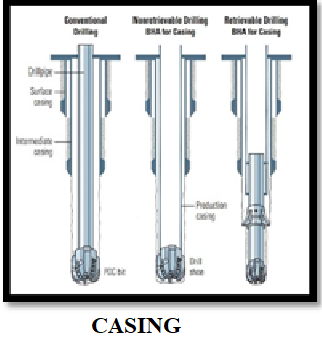 Conventional
Drilling
Nonretrievable Drilling
BHA for Casing
Retrievable Drilling
BHA for Casing
Drillpipe
Surface
casing
Intermediate
casing
Production
casing
PDC bit
Drill
shoe
CASING